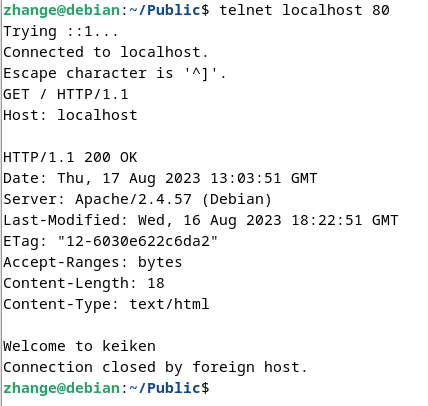 zhange@debian:~/Public$ telnet localhost 80
Trying ::1...
Connected to localhost.
Escape character is '^]'.
GET / HTTP/1.1
Host: localhost

HTTP/1.1 200 OK
Date: Thu, 17 Aug 2023 13:03:51 GMT
Server: Apache/2.4.57 (Debian)
Last-Modified: Wed, 16 Aug 2023 18:22:51 GMT
ETag: "12-6030e622c6da2"
Accept-Ranges: bytes
Content-Length: 18
Content-Type: text/html

Welcome to keiken
Connection closed by foreign host.
zhange@debian:~/Public$